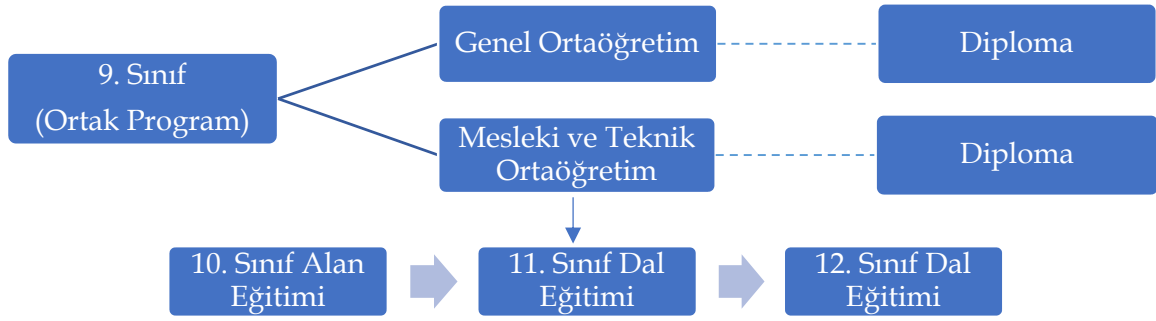 9. Sınıf
(Ortak Program)
Genel Ortaöğretim
Diploma
Mesleki ve Teknik
Ortaöğretim
Diploma
10. Sınıf Alan
Eğitimi
11. Sınıf Dal
Eğitimi
12. Sınıf Dal
Eğitimi